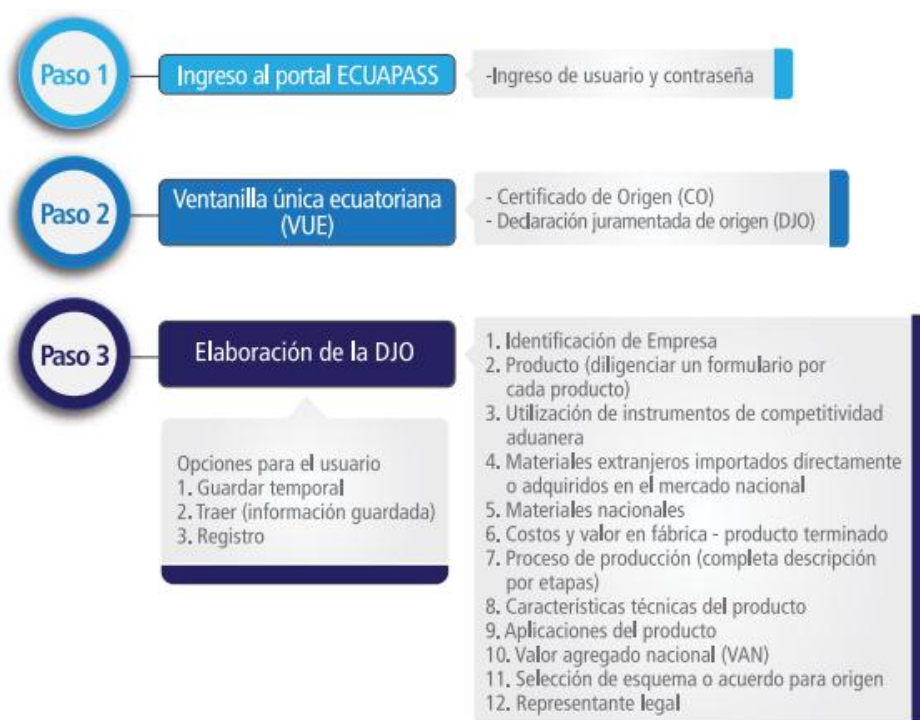 Paso 1
Ingreso al portal ECUAPASS
-Ingreso de usuario y contraseña
Paso 2
Ventanilla única ecuatoriana
(VUE)
- Certificado de Origen (CO)
- Declaración juramentada de origen (DJO)
Paso 3
Elaboración de la DJO
Opciones para el usuario
1. Guardar temporal
2. Traer (información guardada)
3. Registro
1. Identificación de Empresa
2. Producto (diligenciar un formulario por
cada producto)
3. Utilización de instrumentos de competitividad
aduanera
4. Materiales extranjeros importados directamente
o adquiridos en el mercado nacional
5. Materiales nacionales
6. Costos y valor en fábrica - producto terminado
7. Proceso de producción (completa descripción
por etapas)
8. Características técnicas del producto
9. Aplicaciones del producto
10. Valor agregado nacional (VAN)
11. Selección de esquema o acuerdo para origen
12. Representante legal